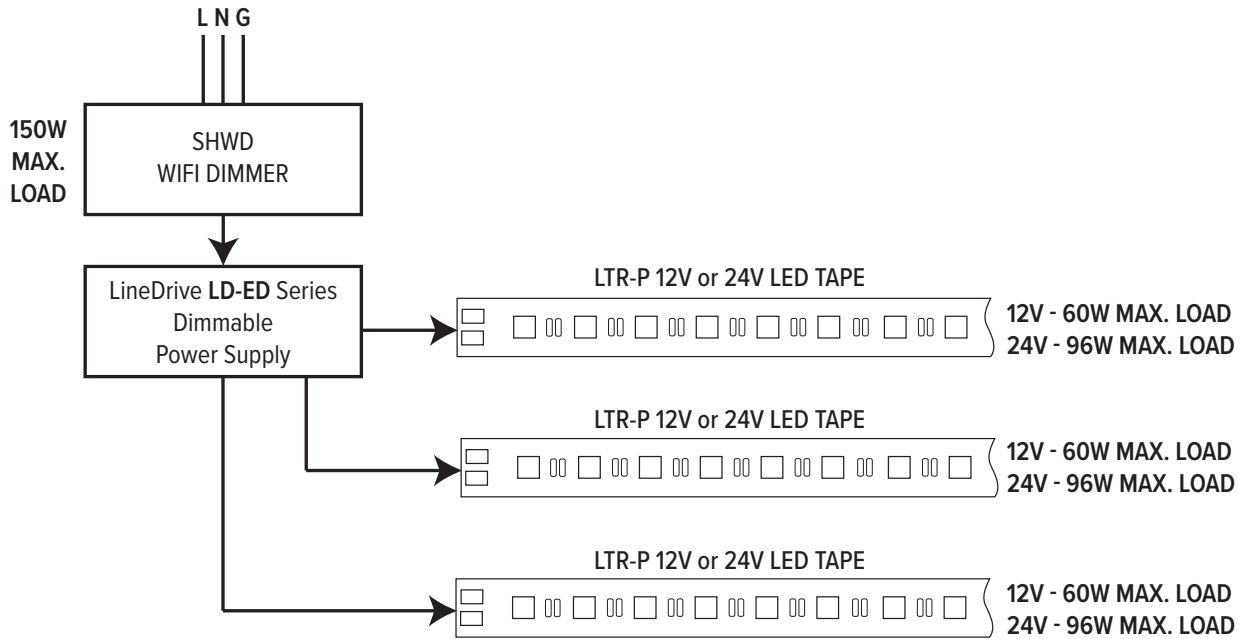 L N G
150W
MAX.
LOAD
SHWD
WIFI DIMMER
LineDrive LD-ED Series
Dimmable
Power Supply
LTR-P 12V or 24V LED TAPE
12V - 60W MAX. LOAD
24V - 96W MAX. LOAD
LTR-P 12V or 24V LED TAPE
12V - 60W MAX. LOAD
24V - 96W MAX. LOAD
LTR-P 12V or 24V LED TAPE
12V - 60W MAX. LOAD
24V - 96W MAX. LOAD